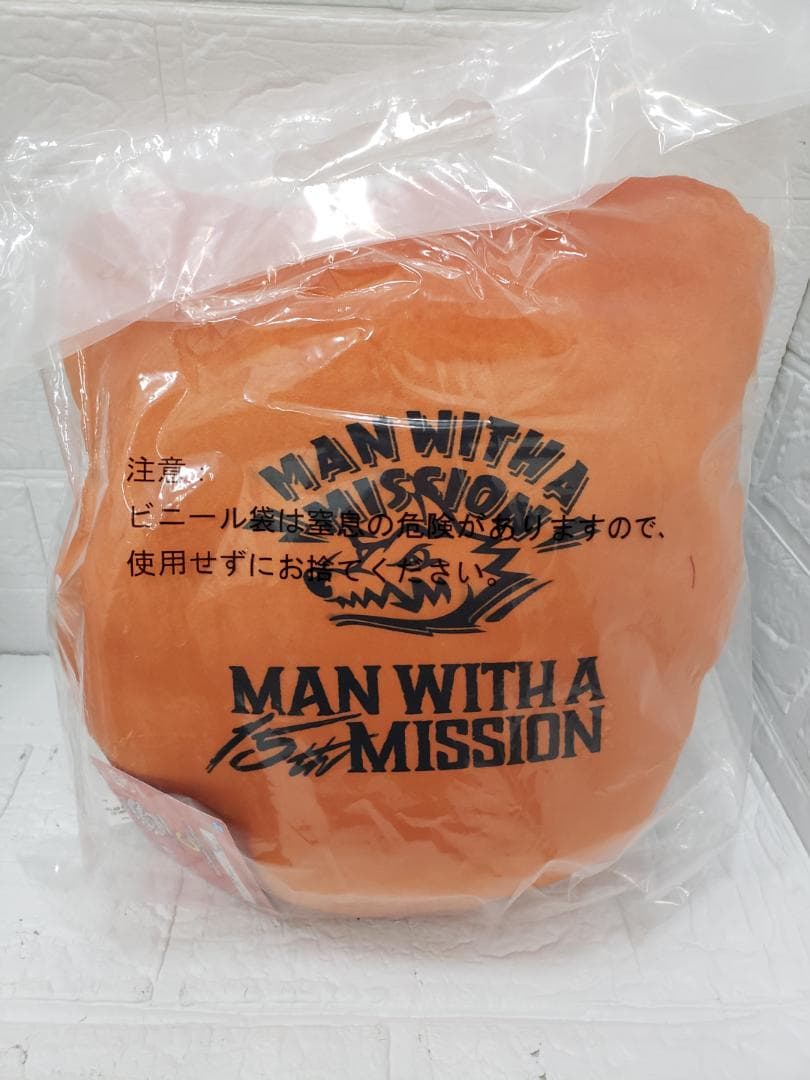 MAN WITH A
MISSION
注意：
ビニール袋は窒息の危険がありますので、
使用せずにお捨てください。
MAN WITH A
15th MISSION